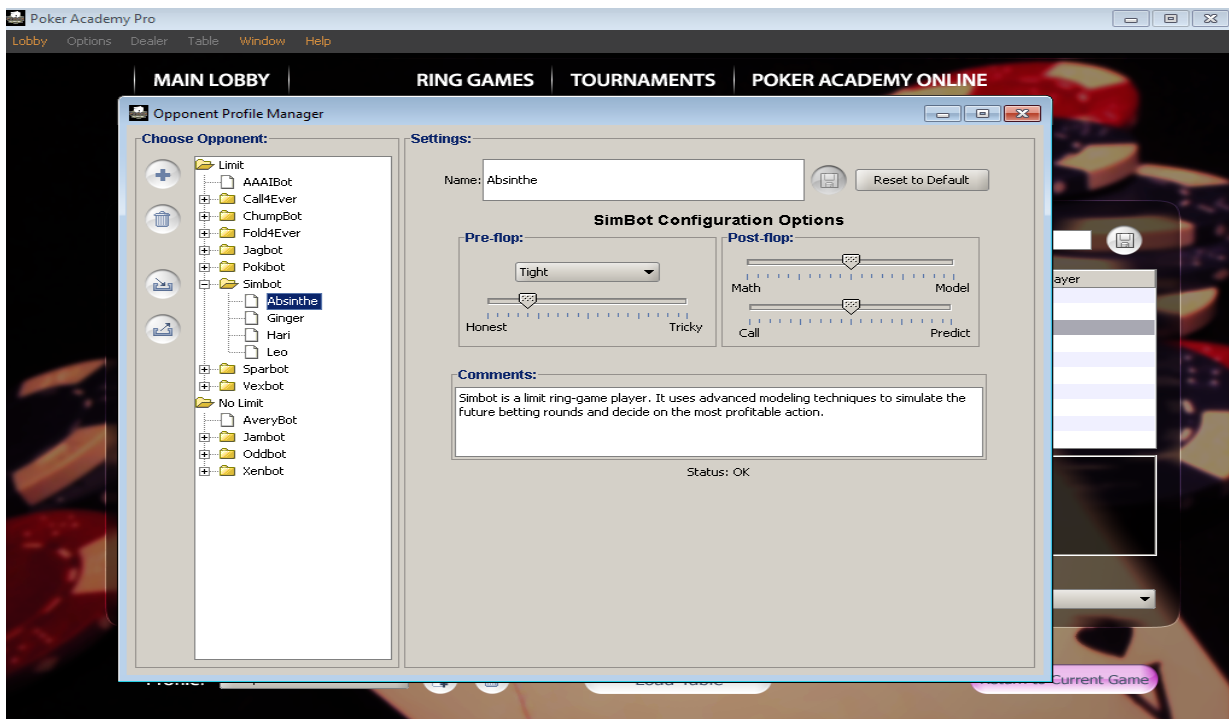 Poker Academy Pro
Lobby Options Dealer Table Window Help
MAIN LOBBY RING GAMES TOURNAMENTS POKER ACADEMY ONLINE
Opponent Profile Manager
Choose Opponent:
Limit
AAAIBot
Call4Ever
ChumpBot
Fold4Ever
Jagbot
Pokibot
Simbot
Absinthe
Ginger
Hari
Leo
Sparbot
Vexbot
No Limit
AveryBot
Jambot
Oddbot
Xenbot
Settings:
Name: Absinthe Reset to Default
SimBot Configuration Options
Pre-flop:
Tight
Honest Tricky
Post-flop:
Math Model
Call Predict
Comments:
Simbot is a limit ring-game player. It uses advanced modeling techniques to simulate the
future betting rounds and decide on the most profitable action.
Status: OK
ayer
Load Table
Current Game